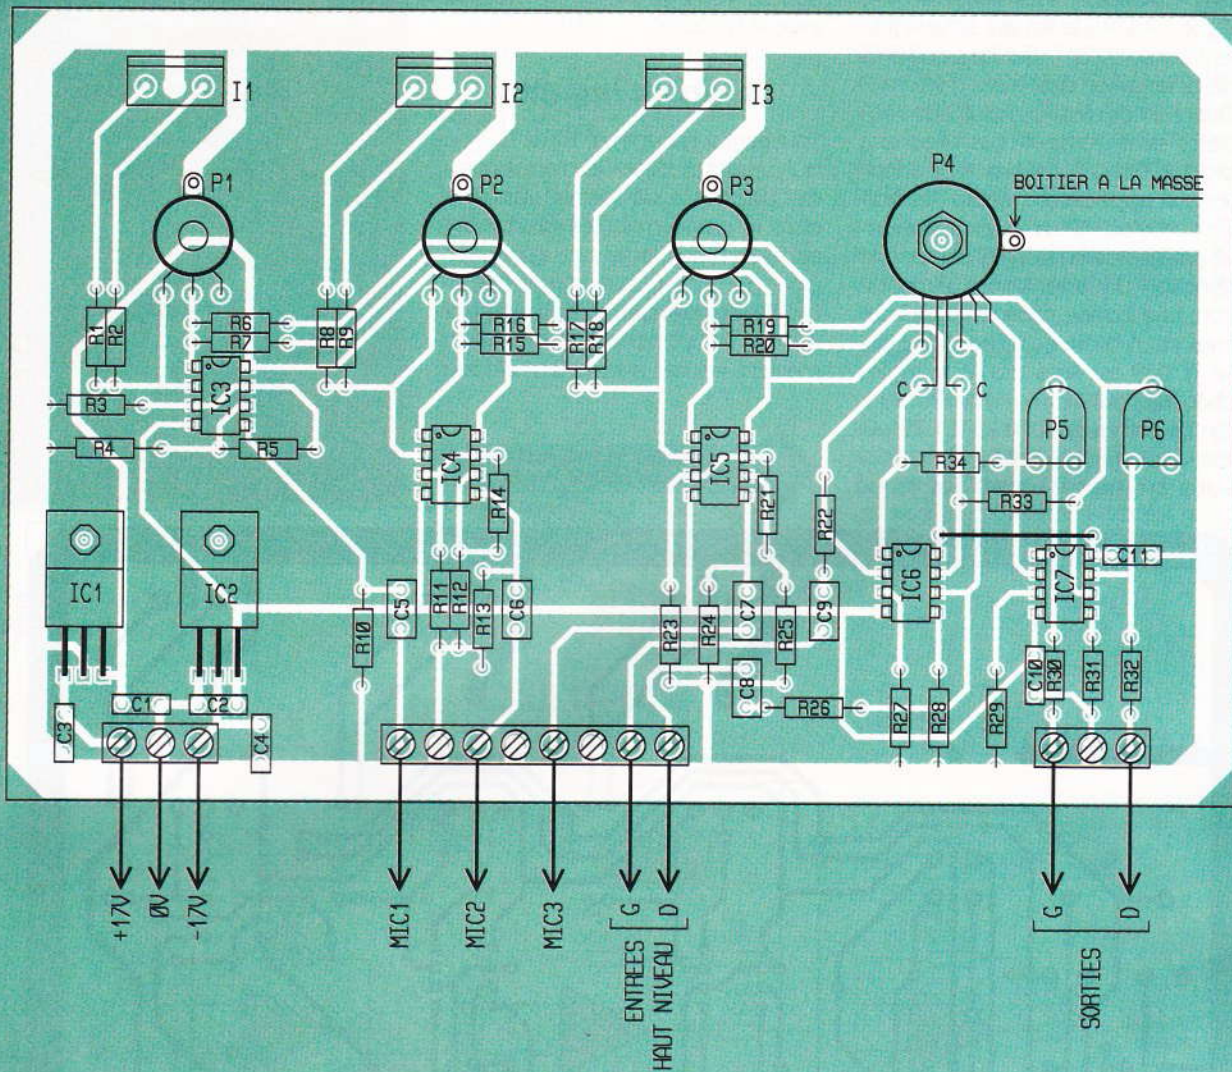 I1
I2
I3
P1
P2
P3
P4
BOITIER A LA MASSE
R1
R2
R6
R7
R8
R9
R16
R15
R17
R18
R19
R20
IC3
R3
R4
R5
C
C
P5
P6
IC4
IC5
R14
R21
R22
R34
R33
IC1
IC2
R10
C5
R11
R12
R13
C6
R23
R24
C7
R25
C9
IC6
IC7
C11
C3
C1
C2
C4
C8
R26
R27
R28
R29
C10
R30
R31
R32
+17V
0V
-17V
MIC1
MIC2
MIC3
G
D
ENTREES
HAUT NIVEAU
G
D
SORTIES